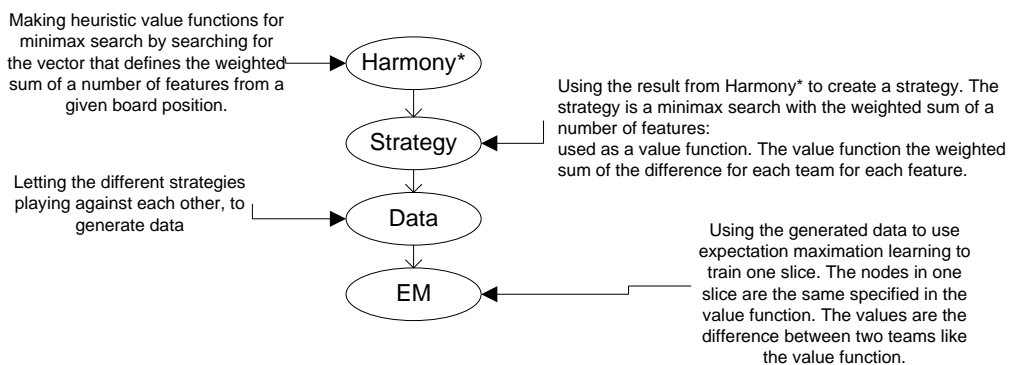 Making heuristic value functions for
minimax search by searching for
the vector that defines the weighted
sum of a number of features from a
given board position.
Harmony*
Using the result from Harmony* to create a strategy. The
strategy is a minimax search with the weighted sum of a
number of features:
used as a value function. The value function the weighted
sum of the difference for each team for each feature.
Strategy
Letting the different strategies
playing against each other, to
generate data
Data
Using the generated data to use
expectation maximation learning to
train one slice. The nodes in one
slice are the same specified in the
value function. The values are the
difference between two teams like
the value function.
EM